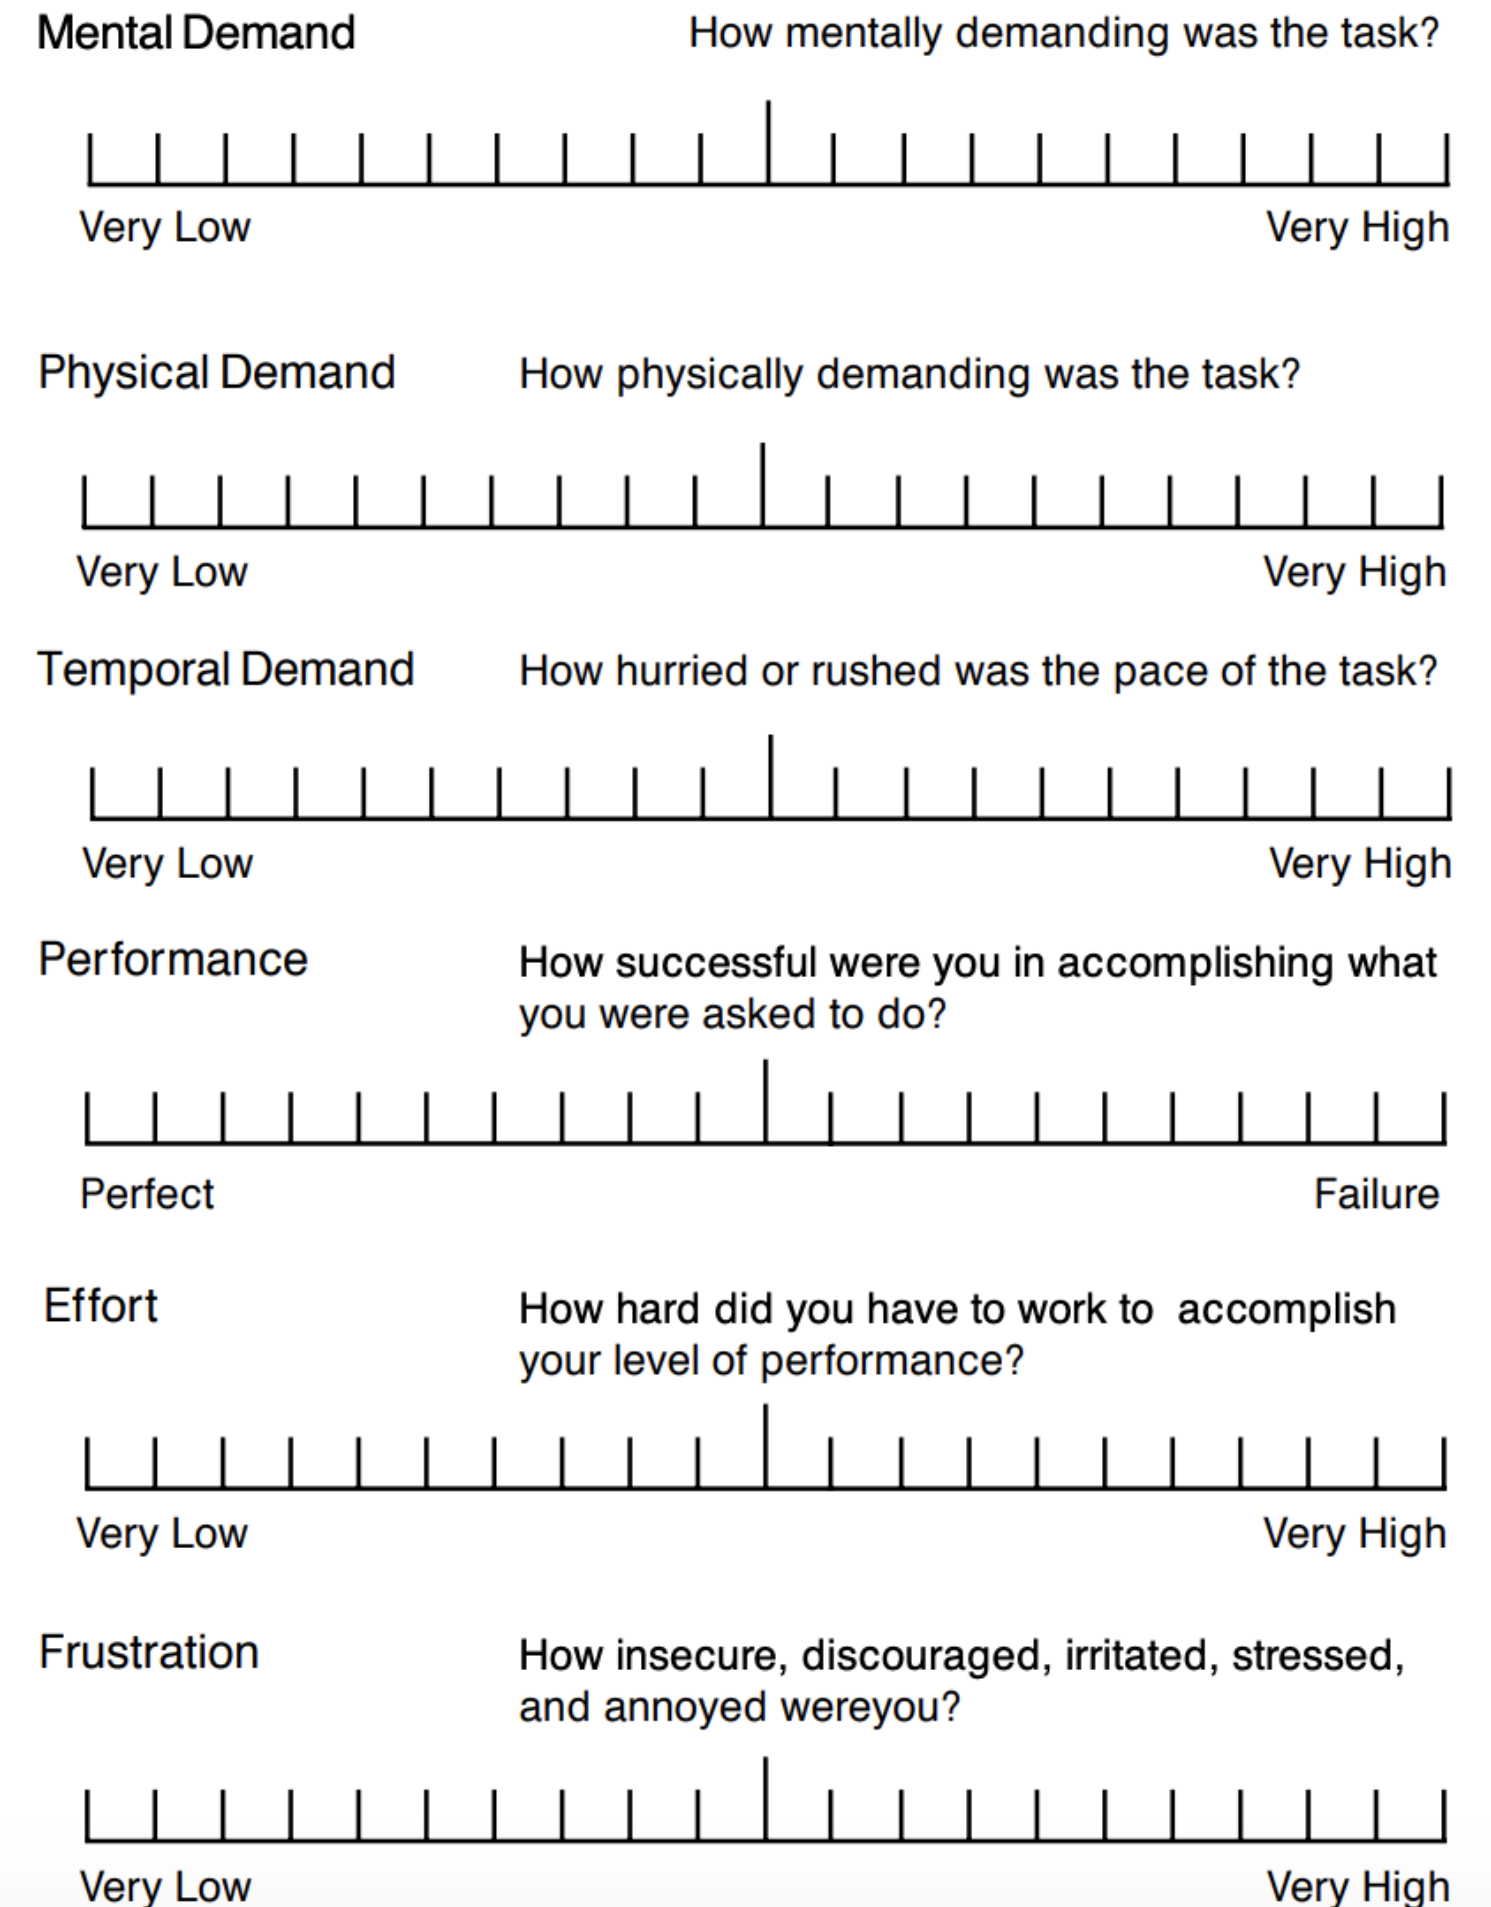 Mental Demand How mentally demanding was the task?
Very Low Very High
Physical Demand How physically demanding was the task?
Very Low Very High
Temporal Demand How hurried or rushed was the pace of the task?
Very Low Very High
Performance How successful were you in accomplishing what
you were asked to do?
Perfect Failure
Effort How hard did you have to work to accomplish
your level of performance?
Very Low Very High
Frustration How insecure, discouraged, irritated, stressed,
and annoyed wereyou?
Very Low Very High